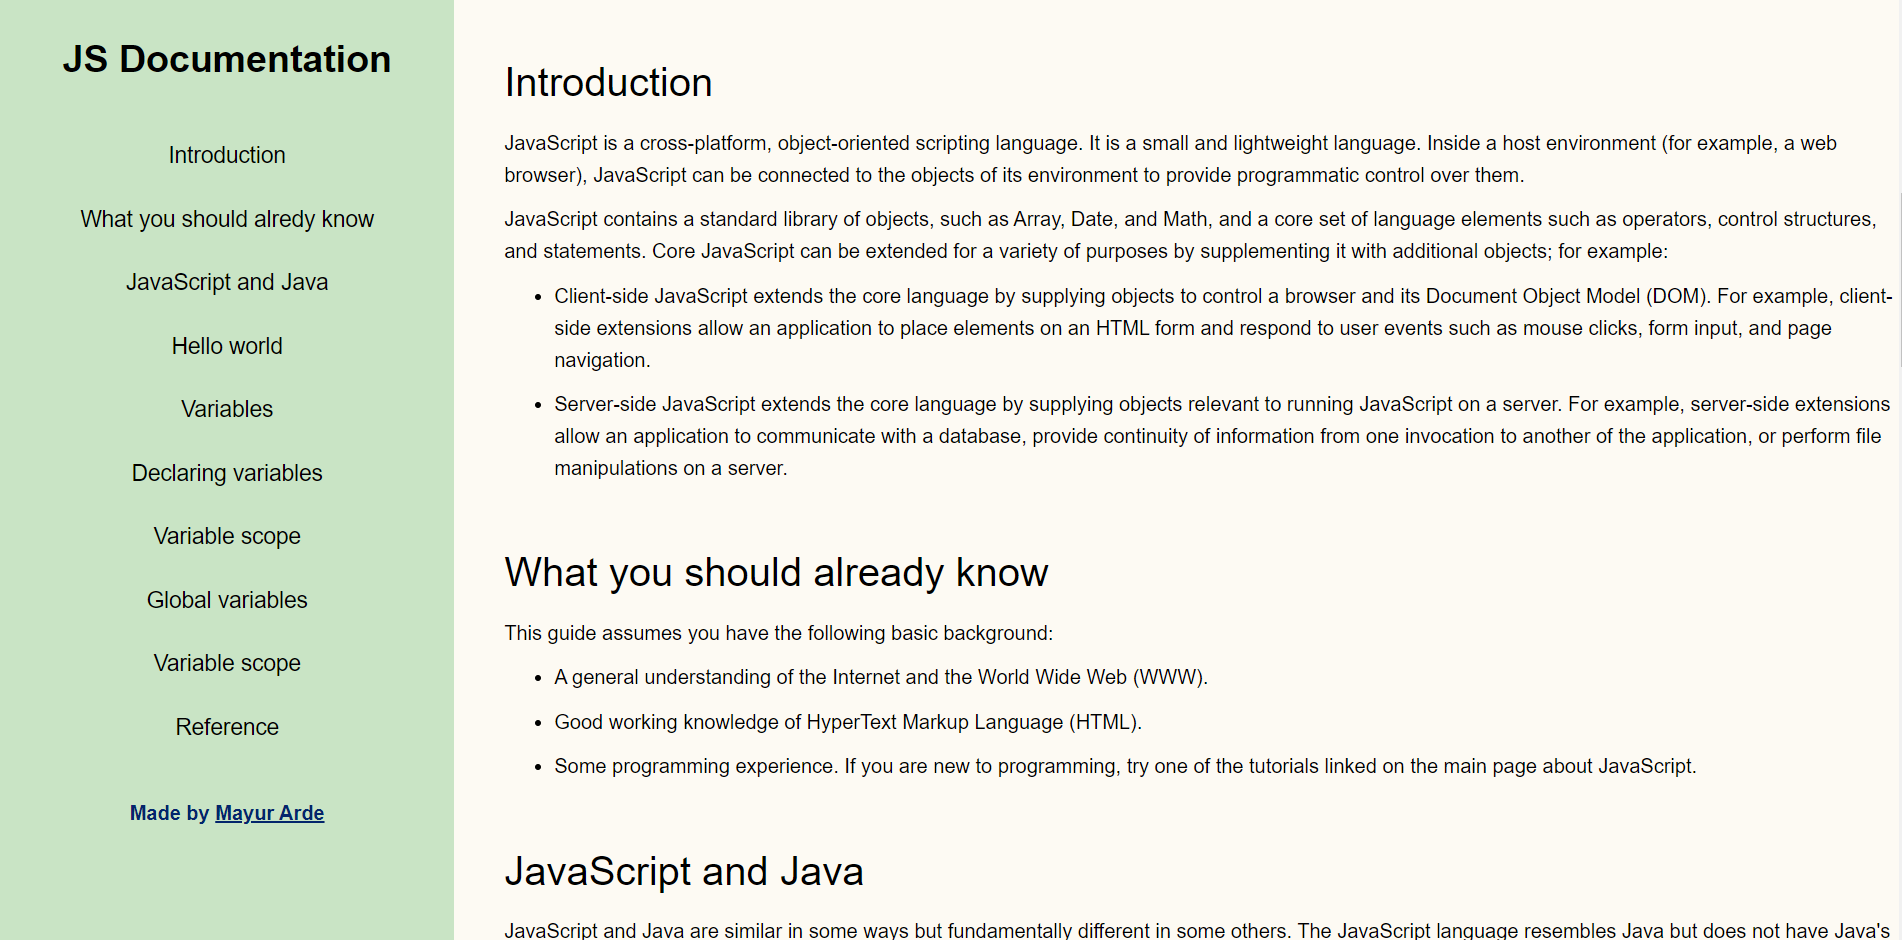 JS Documentation
Introduction
What you should alredy know
JavaScript and Java
Hello world
Variables
Declaring variables
Variable scope
Global variables
Variable scope
Reference
Made by Mayur Arde
Introduction
JavaScript is a cross-platform, object-oriented scripting language. It is a small and lightweight language. Inside a host environment (for example, a web
browser), JavaScript can be connected to the objects of its environment to provide programmatic control over them.
JavaScript contains a standard library of objects, such as Array, Date, and Math, and a core set of language elements such as operators, control structures,
and statements. Core JavaScript can be extended for a variety of purposes by supplementing it with additional objects; for example:
• Client-side JavaScript extends the core language by supplying objects to control a browser and its Document Object Model (DOM). For example, client-
side extensions allow an application to place elements on an HTML form and respond to user events such as mouse clicks, form input, and page
navigation.
• Server-side JavaScript extends the core language by supplying objects relevant to running JavaScript on a server. For example, server-side extensions
allow an application to communicate with a database, provide continuity of information from one invocation to another of the application, or perform file
manipulations on a server.
What you should already know
This guide assumes you have the following basic background:
• A general understanding of the Internet and the World Wide Web (WWW).
• Good working knowledge of HyperText Markup Language (HTML).
• Some programming experience. If you are new to programming, try one of the tutorials linked on the main page about JavaScript.
JavaScript and Java
JavaScript and Java are similar in some ways but fundamentally different in some others. The JavaScript language resembles Java but does not have Java's